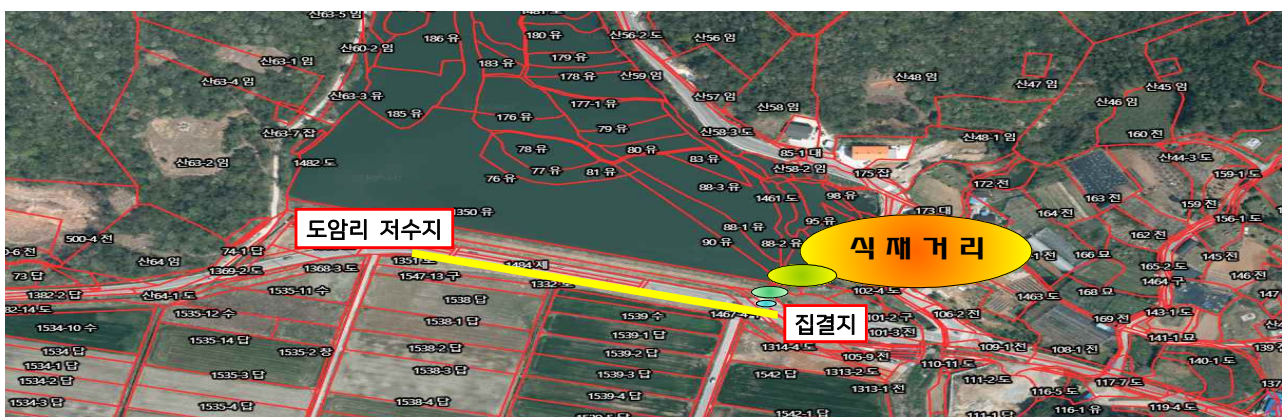 산63-5 임
186 유
180 유
산56-2 도
산56 임
산60-2 임
179 유
산63-1 임
183 유
178 유
산59 임
산48 임
산47 임
산45 임
산63-4 임
산63-3 유
185 유
177-1 유
산57 임
산58 임
산46 임
176 유
79 유
산58-3 도
산48-1 임
160 전
산63-7 잡
78 유
80 유
85-1 대
산63-2 임
1482 도
77 유
81 유
83 유
산58-2 임
175 잡
산44-3 도
76 유
88-3 유
1461 도
98 유
172 전
163 전
159-1 도
1350 유
88-1 유
95 유
173 대
164 전
159 전
156-1 도
도암리 저수지
90 유
88-2 유
식 재 거 리
162 전
500-4 전
74-1 답
166 묘
145 전
73 답
산64 임
1369-2 도
1368-3 도
1484 제
165-2 도
1464 구
146 전
1547-13 구
1332 도
102-4 도
1463 도
168 묘
1382-2 답
산64-1 도
1535-11 수
1538 답
집결지
101-2 구
106-2 전
169 전
143-1 도
1535-12 수
1538-1 답
1539 수
101-3 전
1534-10 수
1539-1 답
1314-4 도
109-1 전
108-1 전
141-1 묘
1535-14 답
1535-2 장
1538-2 답
1539-2 답
105-9 전
110-11 도
140-1 도
1534 답
1534-1 답
1535-3 답
1538-3 답
1539-3 답
1542 답
1313-2 도
111-2 도
117-7 도
1534-2 답
1313-1 전
116-5 도
1534-3 답
1535-4 답
1538-4 답
1539-4 답
1542-1 답
116-1 유
119-4 도